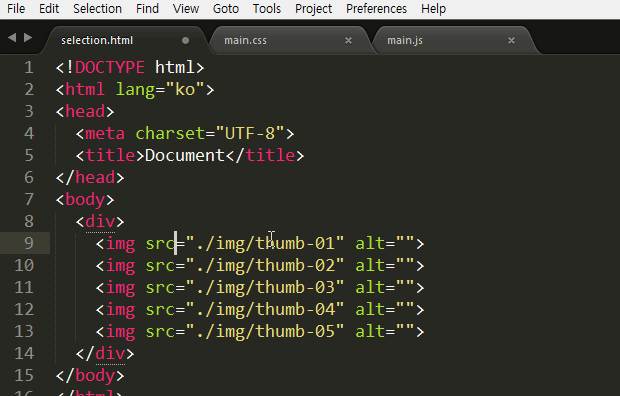 File Edit Selection Find View Goto Tools Project Preferences Help
selection.html main.css × main.js ×
1 <!DOCTYPE html>
2 <html lang="ko">
3 <head>
4 <meta charset="UTF-8">
5 <title>Document</title>
6 </head>
7 <body>
8 <div>
9 <img src="./img/thumb-01" alt="">
10 <img src="./img/thumb-02" alt="">
11 <img src="./img/thumb-03" alt="">
12 <img src="./img/thumb-04" alt="">
13 <img src="./img/thumb-05" alt="">
14 </div>
15 </body>
16 </html>